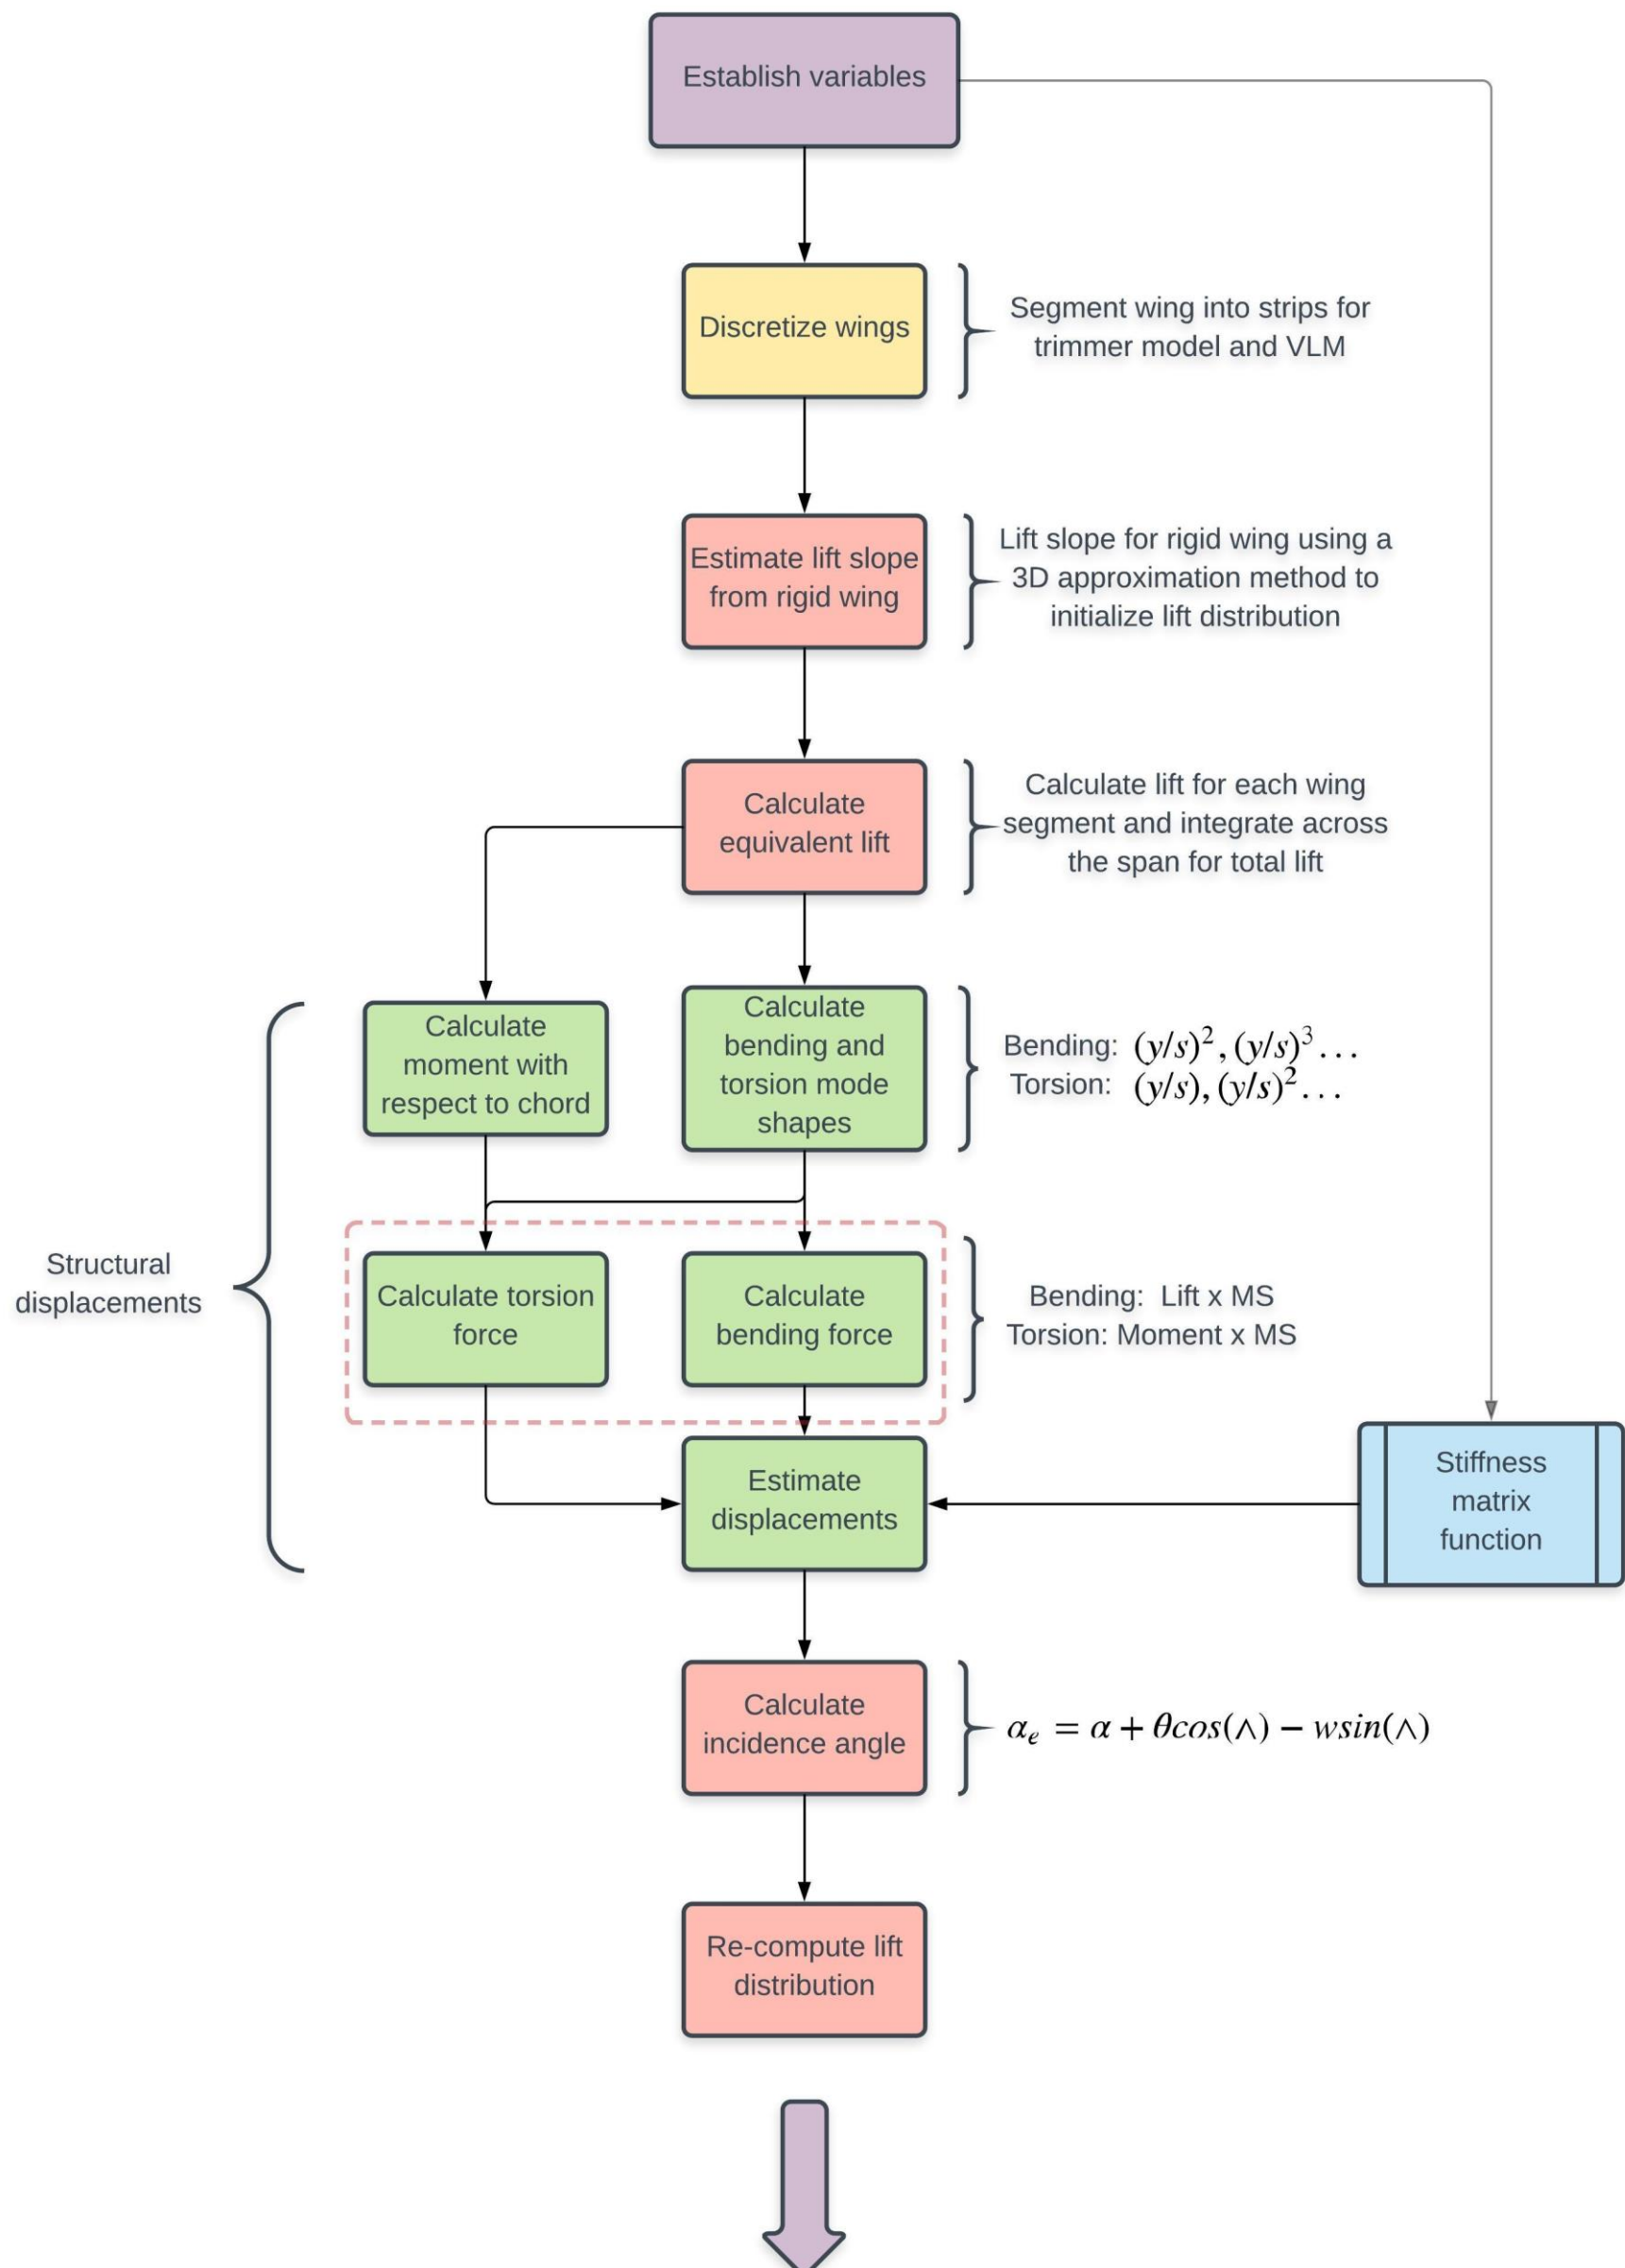 Establish variables
Discretize wings
Segment wing into strips for
trimmer model and VLM
Estimate lift slope
from rigid wing
Lift slope for rigid wing using a
3D approximation method to
initialize lift distribution
Calculate
equivalent lift
Calculate lift for each wing
segment and integrate across
the span for total lift
Calculate
moment with
respect to chord
Calculate
bending and
torsion mode
shapes
Bending: (y/s)², (y/s)³ . . .
Torsion: (y/s), (y/s)² . . .
Structural
displacements
Calculate torsion
force
Calculate
bending force
Bending: Lift x MS
Torsion: Moment x MS
Estimate
displacements
Stiffness
matrix
function
Calculate
incidence angle
αₑ = α + θcos(∧) − wsin(∧)
Re-compute lift
distribution